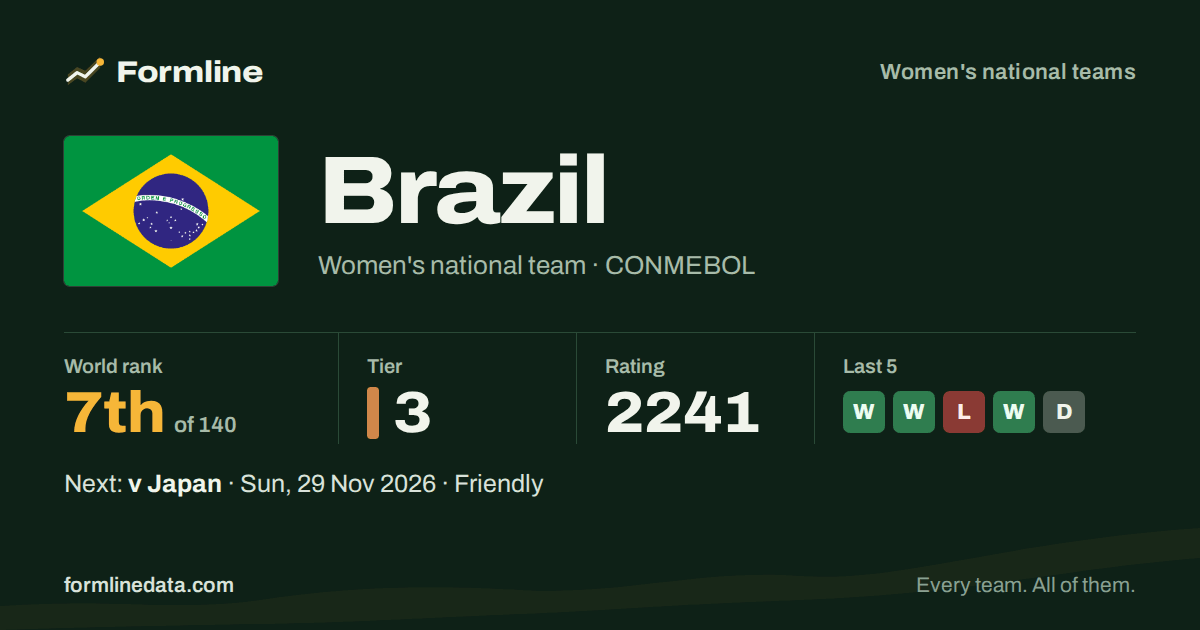 Formline
Women's national teams
ORDEM E PROGRESSO
Brazil
Women's national team · CONMEBOL
World rank
7th of 140
Tier
3
Rating
2241
Last 5
W W L W D
Next: v Japan · Sun, 29 Nov 2026 · Friendly
formlinedata.com
Every team. All of them.